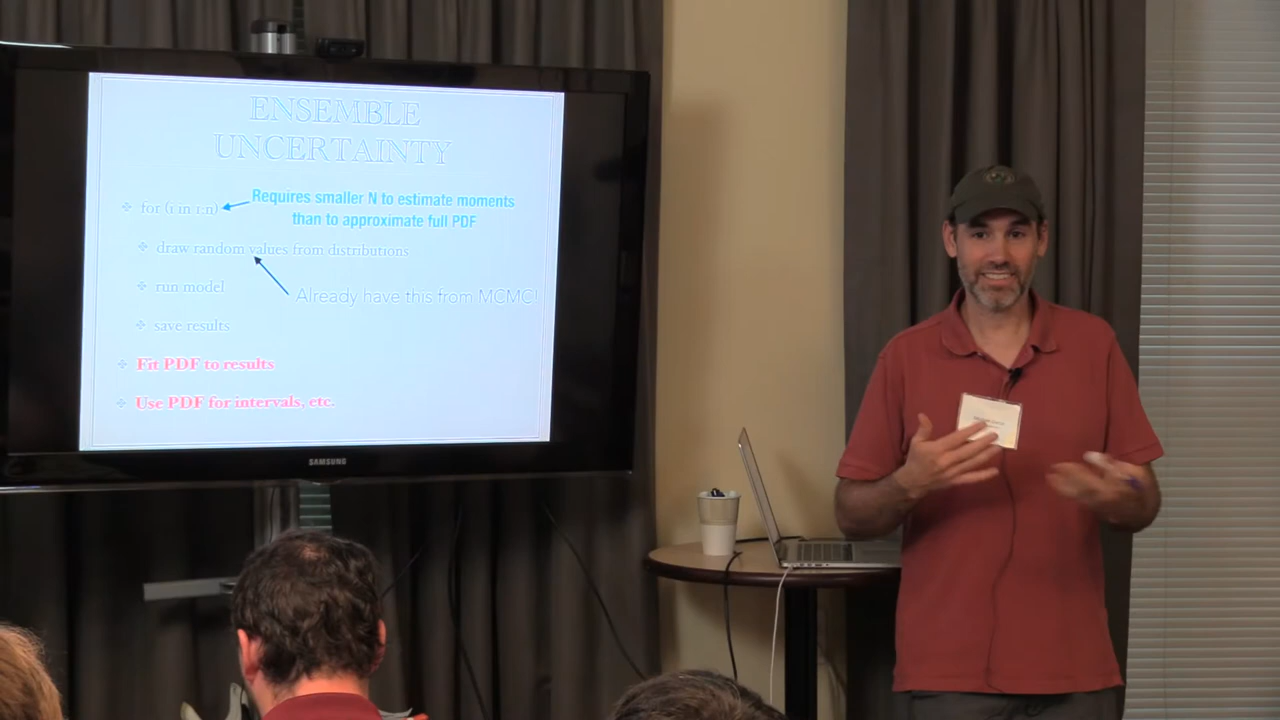 ENSEMBLE
UNCERTAINTY
for (1 in 1:n)
Requires smaller N to estimate moments
than to approximate full PDF
draw random values from distributions
run model
Already have this from MCMC!
save results
Fit PDF to results
Use PDF for intervals, etc.
SAMSUNG